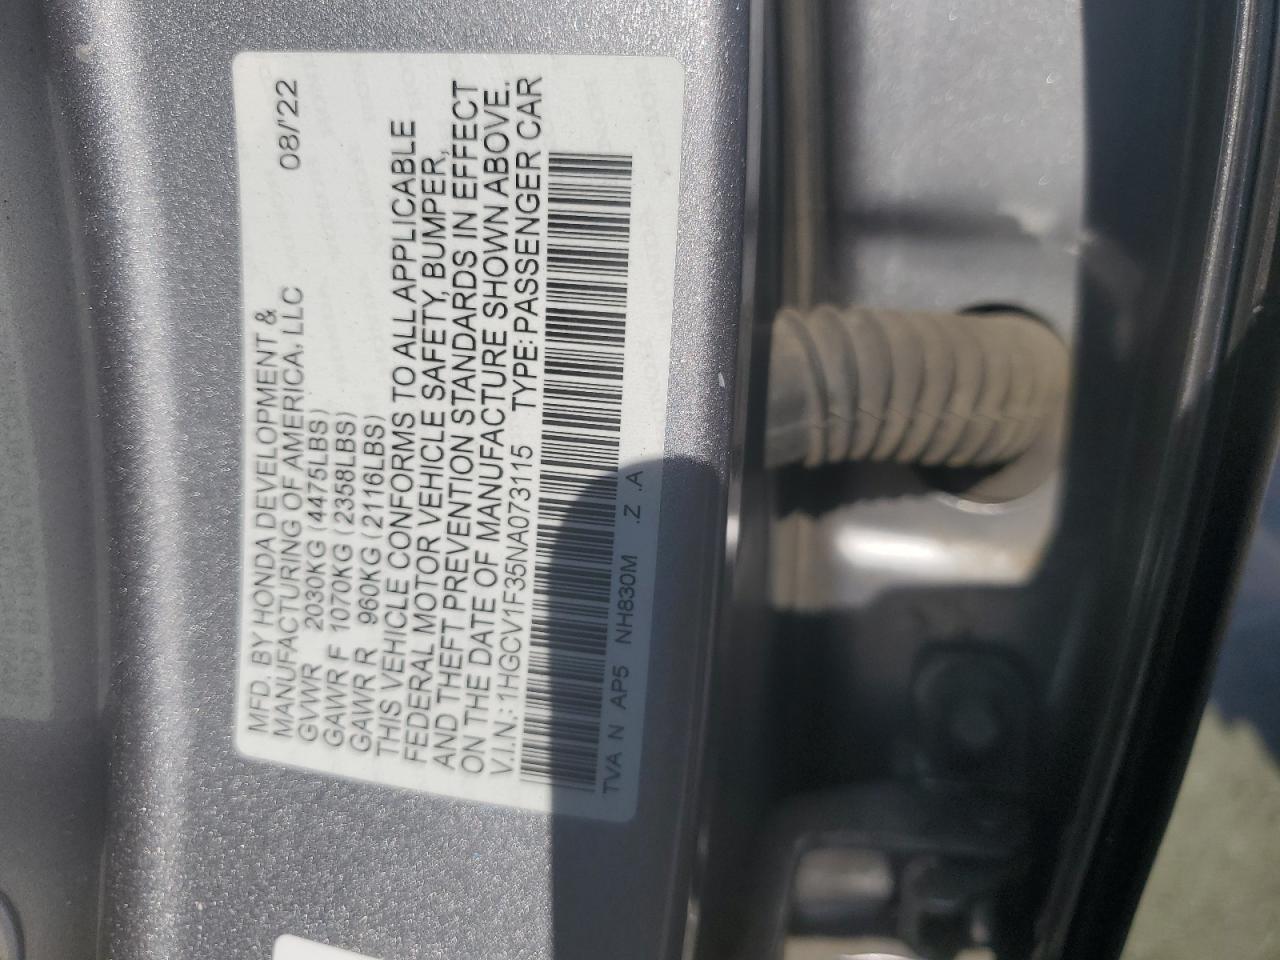 MFD. BY HONDA DEVELOPMENT &
MANUFACTURING OF AMERICA, LLC 08/'22
GVWR 2030KG (4475LBS)
GAWR F 1070KG (2358LBS)
GAWR R 960KG (2116LBS)
THIS VEHICLE CONFORMS TO ALL APPLICABLE
FEDERAL MOTOR VEHICLE SAFETY, BUMPER,
AND THEFT PREVENTION STANDARDS IN EFFECT
ON THE DATE OF MANUFACTURE SHOWN ABOVE.
V.I.N.: 1HGCV1F35NA073115 TYPE: PASSENGER CAR
TVA N AP5 NH830M .Z .A